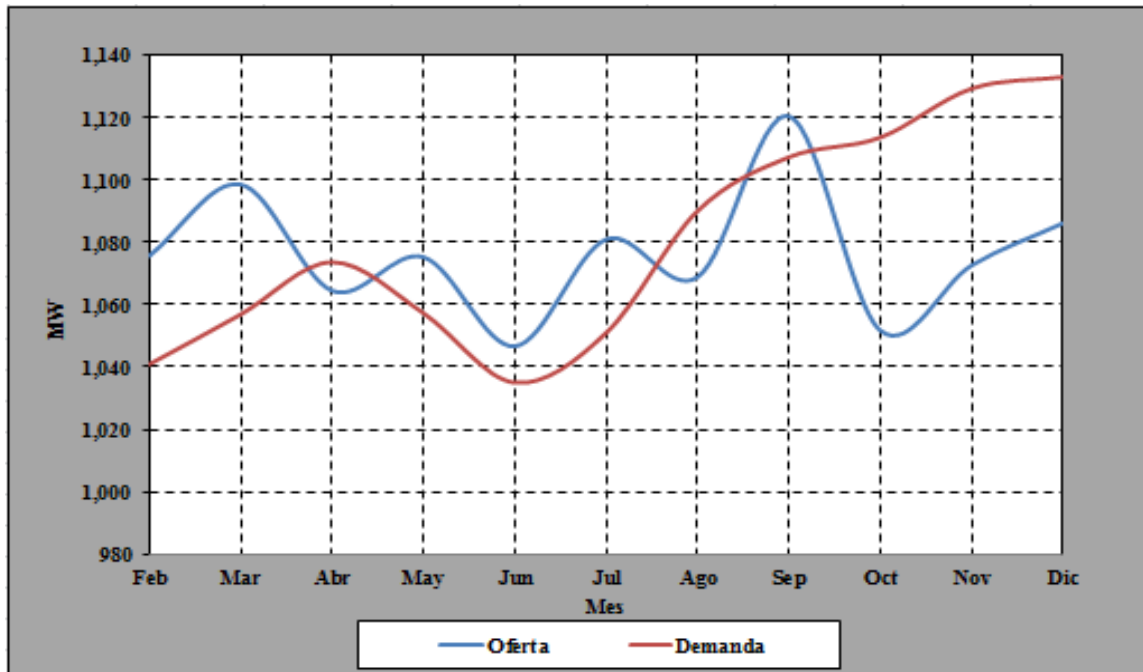 1,140
1,120
1,100
1,080
1,060
1,040
1,020
1,000
980
MW
Feb Mar Abr May Jun Jul Ago Sep Oct Nov Dic
Mes
Oferta Demanda